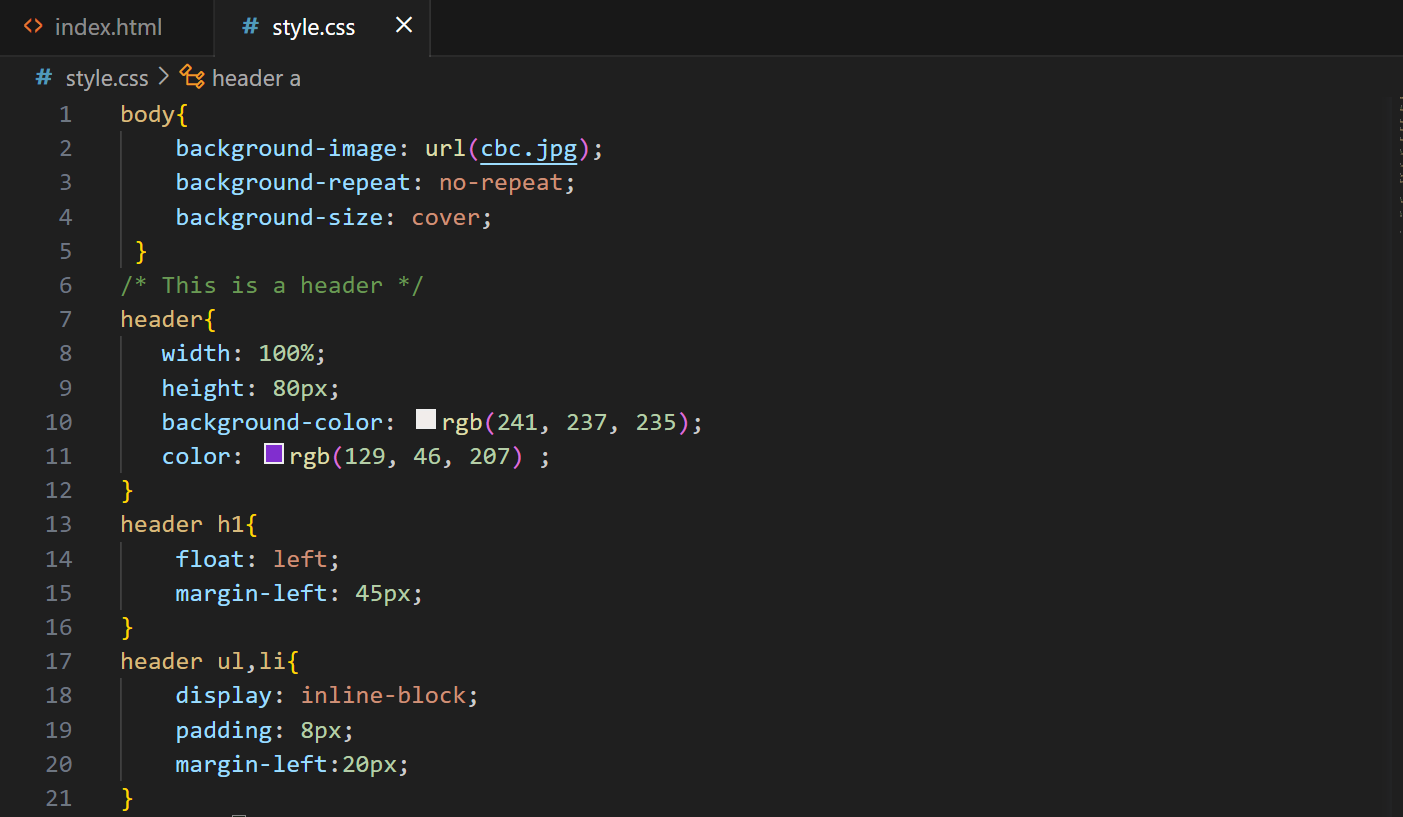 index.html
style.css
style.css > header a
1 body{
2     background-image: url(cbc.jpg);
3     background-repeat: no-repeat;
4     background-size: cover;
5  }
6 /* This is a header */
7 header{
8    width: 100%;
9    height: 80px;
10    background-color: rgb(241, 237, 235);
11    color: rgb(129, 46, 207) ;
12 }
13 header h1{
14     float: left;
15     margin-left: 45px;
16 }
17 header ul,li{
18     display: inline-block;
19     padding: 8px;
20     margin-left:20px;
21 }